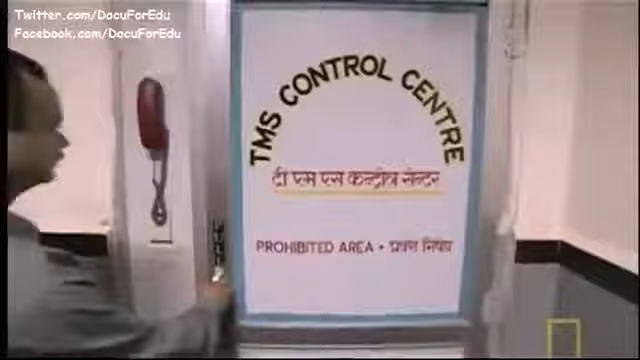 Twitter.com/DocuForEdu
Facebook.com/DocuForEdu
TMS CONTROL CENTRE
टी एम एस कन्ट्रोल सेन्टर
PROHIBITED AREA • प्रवेश निषेध